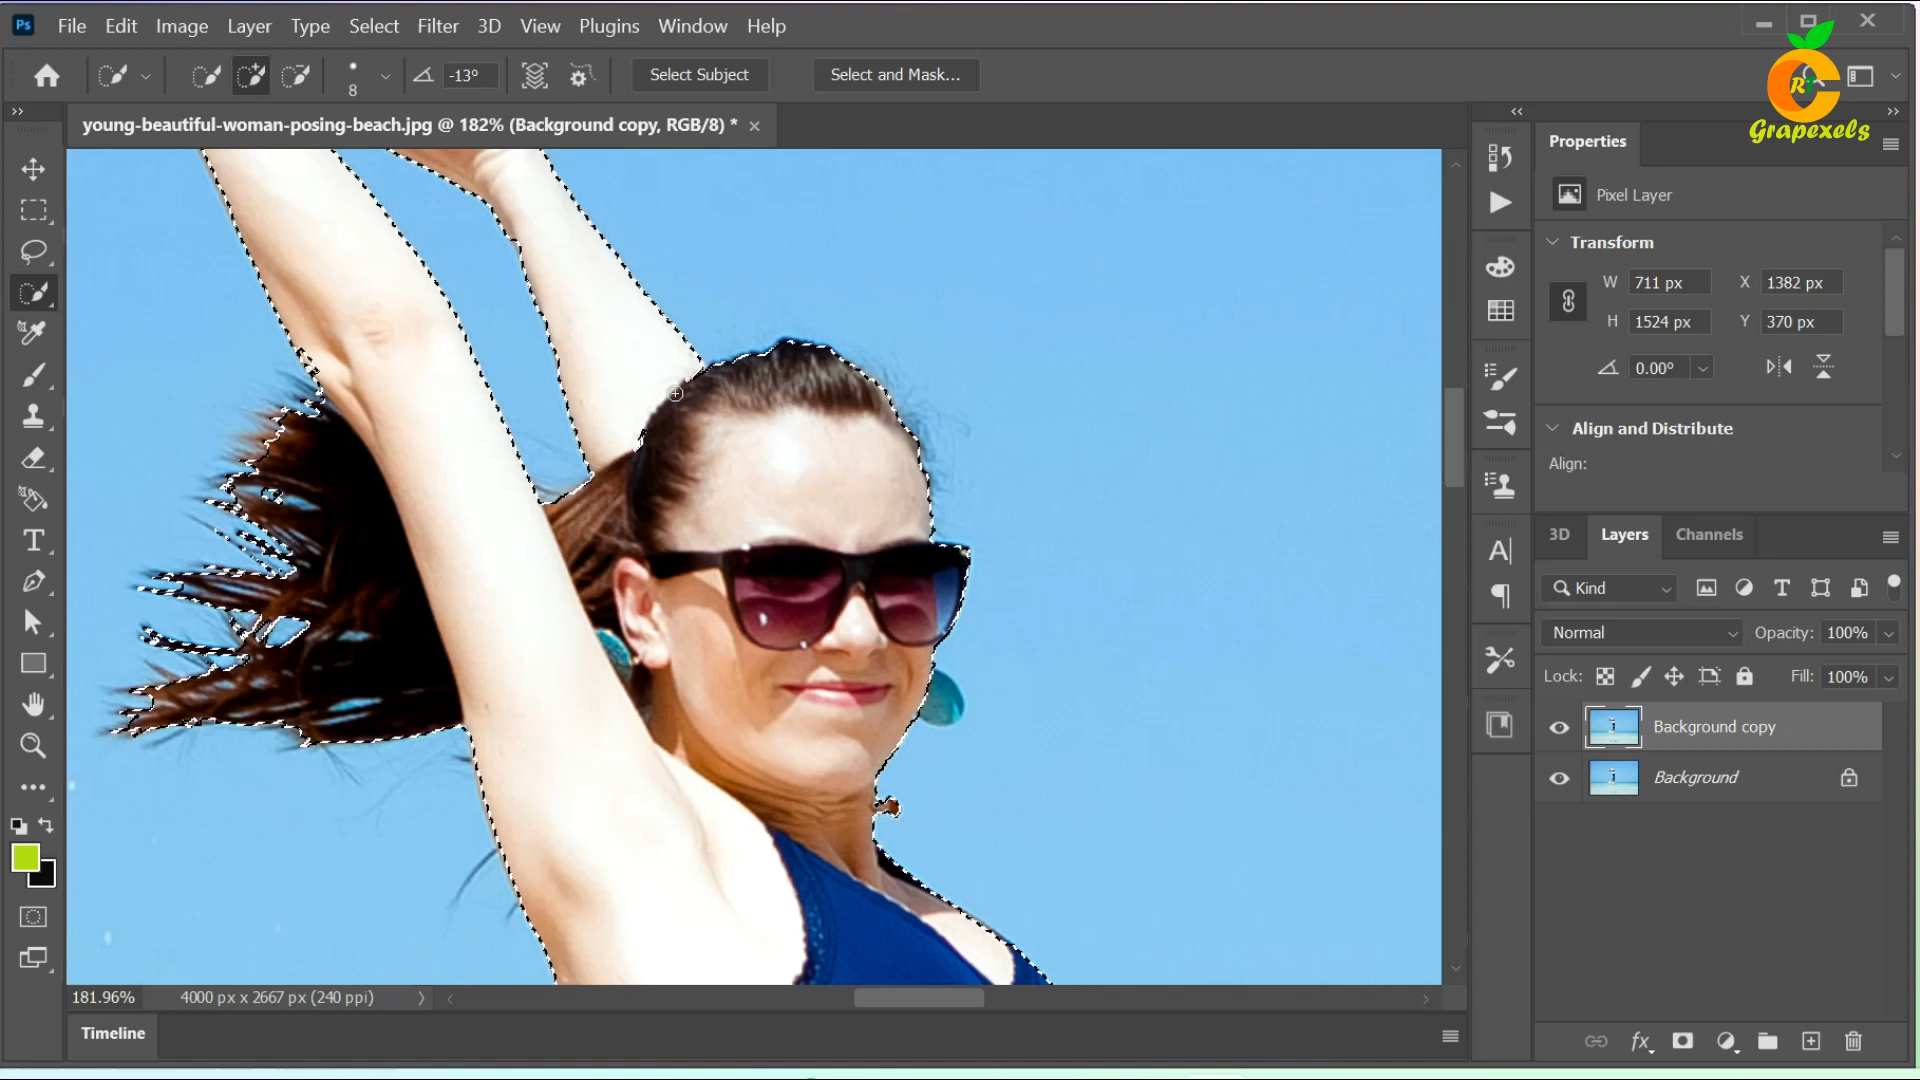 Ps File Edit Image Layer Type Select Filter 3D View Plugins Window Help
8 -13° Select Subject Select and Mask...
Grapexels
young-beautiful-woman-posing-beach.jpg @ 182% (Background copy, RGB/8) *
Properties
Pixel Layer
Transform
W 711 px X 1382 px
H 1524 px Y 370 px
0.00°
Align and Distribute
Align:
3D Layers Channels
Kind
Normal Opacity: 100%
Lock: Fill: 100%
Background copy
Background
181.96% 4000 px x 2667 px (240 ppi)
Timeline